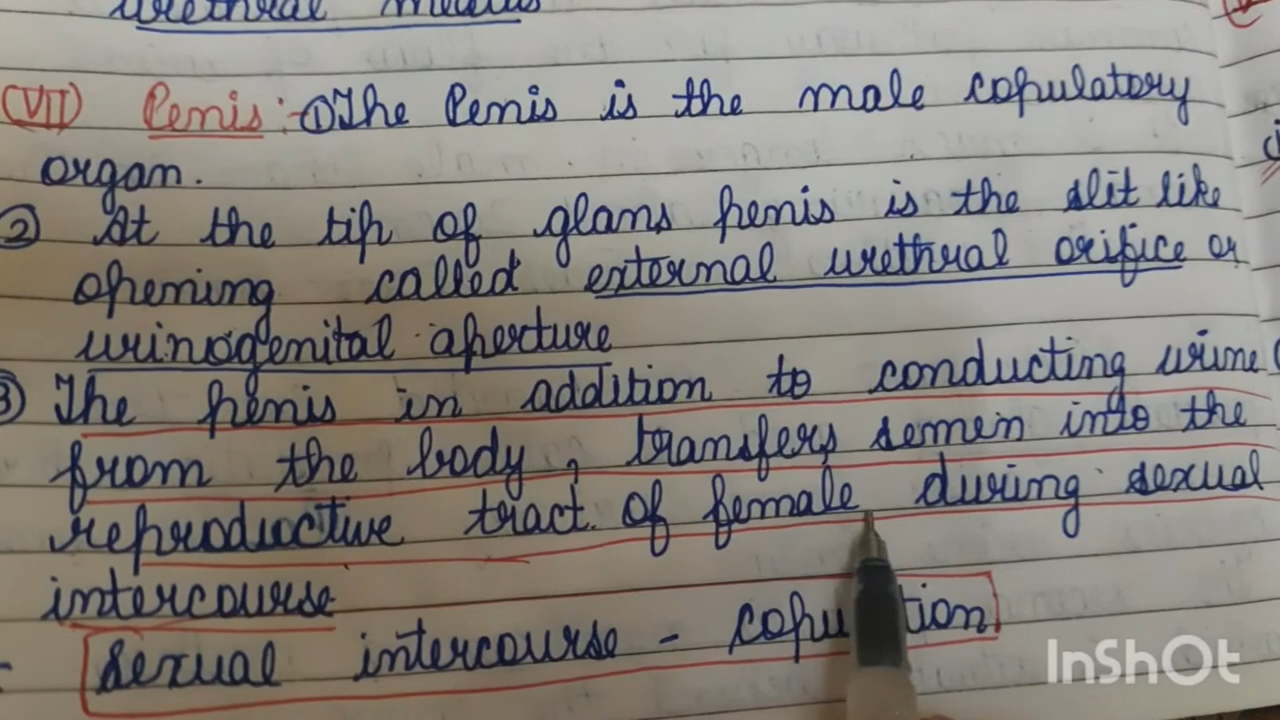 urethral meatus
(VII) Penis:- ①The Penis is the male copulatory
organ.
② At the tip of glans penis is the slit like
opening called external urethral orifice or
urinogenital aperture
③ The penis in addition to conducting urine
from the body, transfers semen into the
reproductive tract of female during sexual
intercourse
sexual intercourse - copu tion
InShOt